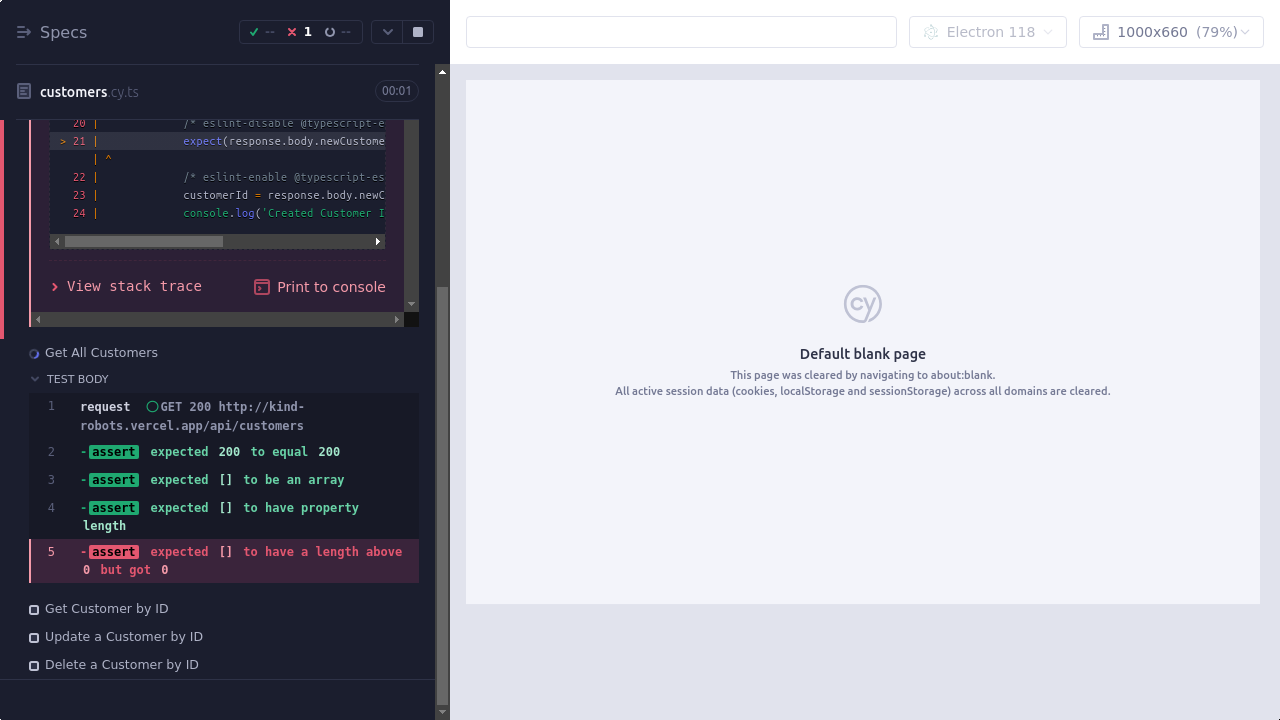 Specs
-- 1 --
Electron 118
1000x660 (79%)
customers.cy.ts
00:01
20 | /* eslint-disable @typescript-e
> 21 | expect(response.body.newCustome
| ^
22 | /* eslint-enable @typescript-es
23 | customerId = response.body.newC
24 | console.log('Created Customer I
View stack trace
Print to console
Get All Customers
TEST BODY
1 request GET 200 http://kind-
robots.vercel.app/api/customers
2 -assert expected 200 to equal 200
3 -assert expected [] to be an array
4 -assert expected [] to have property
length
5 -assert expected [] to have a length above
0 but got 0
Get Customer by ID
Update a Customer by ID
Delete a Customer by ID
cy
Default blank page
This page was cleared by navigating to about:blank.
All active session data (cookies, localStorage and sessionStorage) across all domains are cleared.